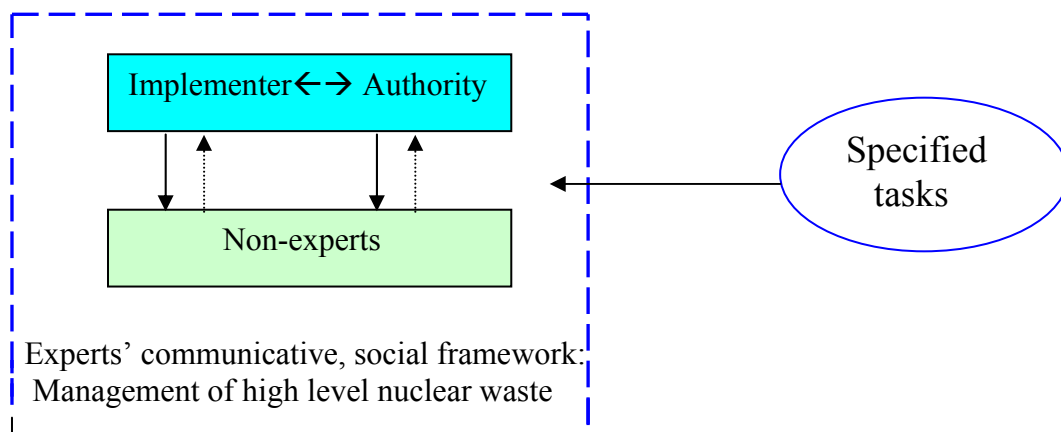 Implementer←→ Authority
Specified
tasks
Non-experts
Experts’ communicative, social framework:
Management of high level nuclear waste